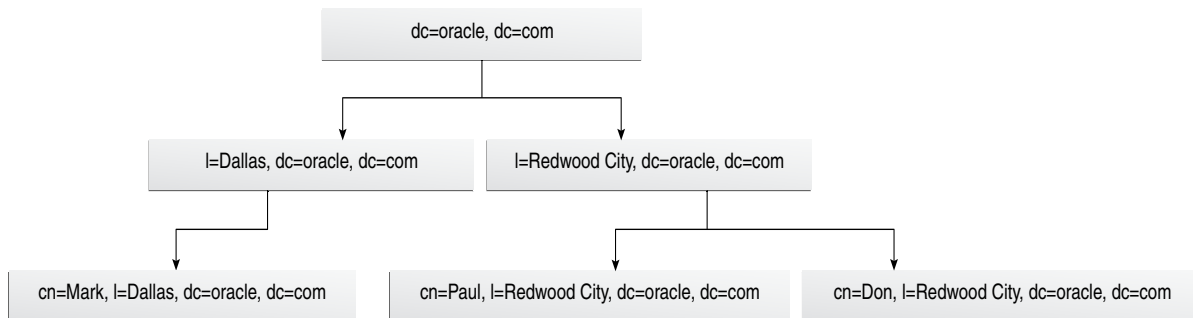 dc=oracle, dc=com
l=Dallas, dc=oracle, dc=com
l=Redwood City, dc=oracle, dc=com
cn=Mark, l=Dallas, dc=oracle, dc=com
cn=Paul, l=Redwood City, dc=oracle, dc=com
cn=Don, l=Redwood City, dc=oracle, dc=com